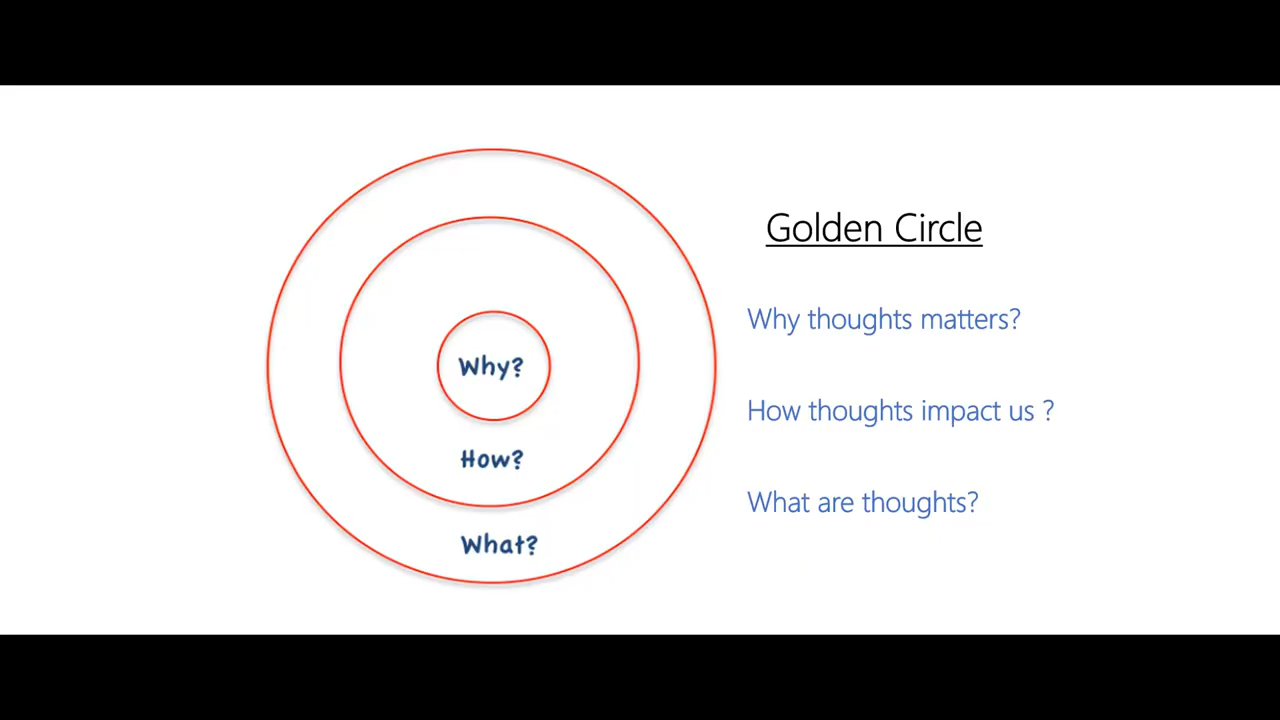 Golden Circle
Why thoughts matters?
How thoughts impact us ?
What are thoughts?
Why?
How?
What?